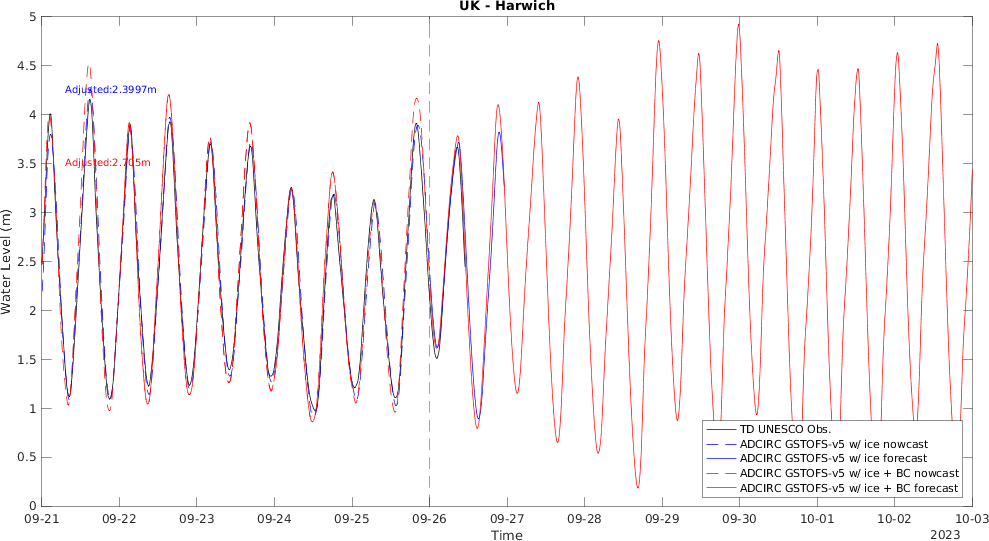 UK - Harwich
5
4.5
4
3.5
3
2.5
2
1.5
1
0.5
0
Water Level (m)
Adjusted:2.3997m
Adjusted:2.705m
TD UNESCO Obs.
ADCIRC GSTOFS-v5 w/ ice nowcast
ADCIRC GSTOFS-v5 w/ ice forecast
ADCIRC GSTOFS-v5 w/ ice + BC nowcast
ADCIRC GSTOFS-v5 w/ ice + BC forecast
09-21 09-22 09-23 09-24 09-25 09-26 09-27 09-28 09-29 09-30 10-01 10-02 10-03
Time
2023